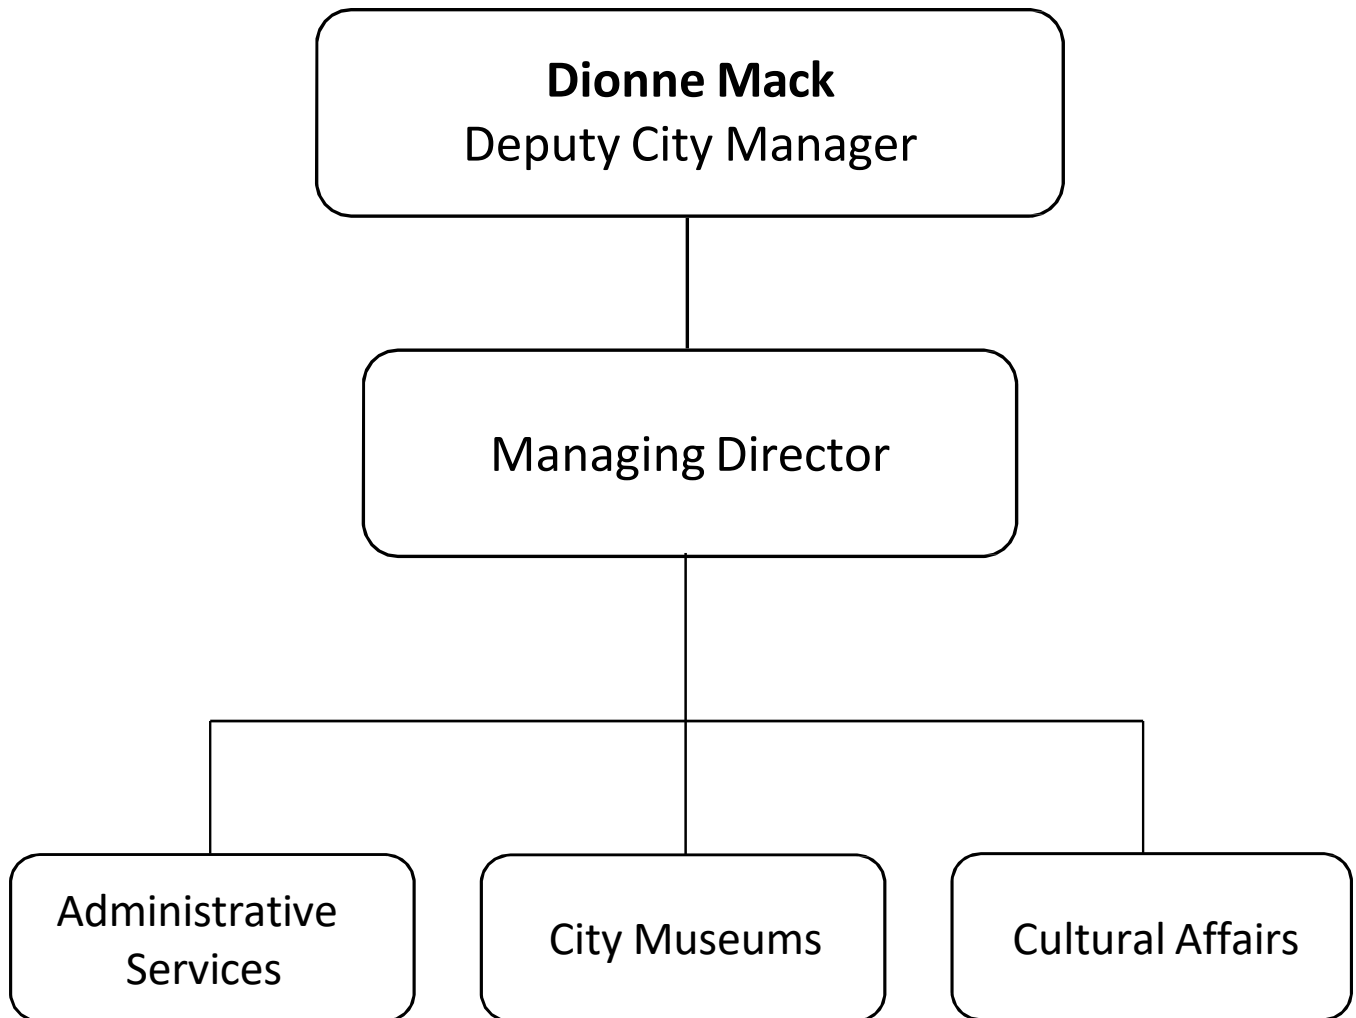 Dionne Mack
Deputy City Manager
Managing Director
Administrative
Services
City Museums
Cultural Affairs